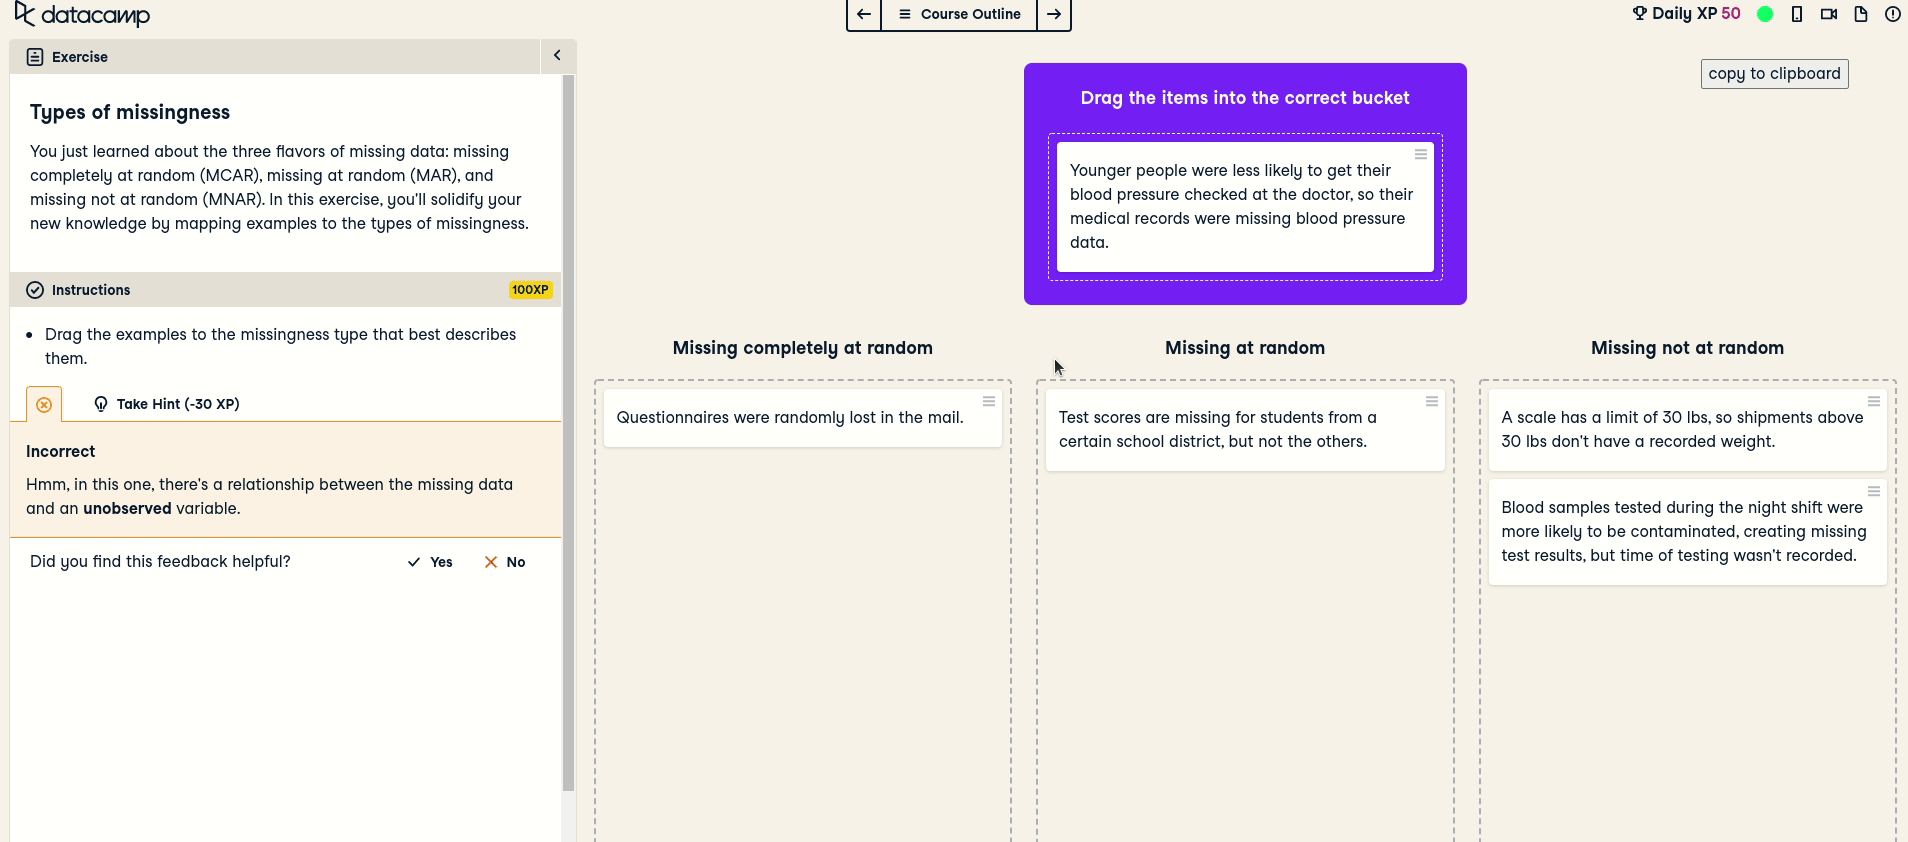 datacamp
Course Outline
Daily XP 50
Exercise
copy to clipboard
Types of missingness
You just learned about the three flavors of missing data: missing
completely at random (MCAR), missing at random (MAR), and
missing not at random (MNAR). In this exercise, you'll solidify your
new knowledge by mapping examples to the types of missingness.
Instructions
100XP
Drag the examples to the missingness type that best describes
them.
Take Hint (-30 XP)
Incorrect
Hmm, in this one, there's a relationship between the missing data
and an unobserved variable.
Did you find this feedback helpful?
Yes
No
Drag the items into the correct bucket
Younger people were less likely to get their
blood pressure checked at the doctor, so their
medical records were missing blood pressure
data.
Missing completely at random
Questionnaires were randomly lost in the mail.
Missing at random
Test scores are missing for students from a
certain school district, but not the others.
Missing not at random
A scale has a limit of 30 lbs, so shipments above
30 lbs don't have a recorded weight.
Blood samples tested during the night shift were
more likely to be contaminated, creating missing
test results, but time of testing wasn't recorded.